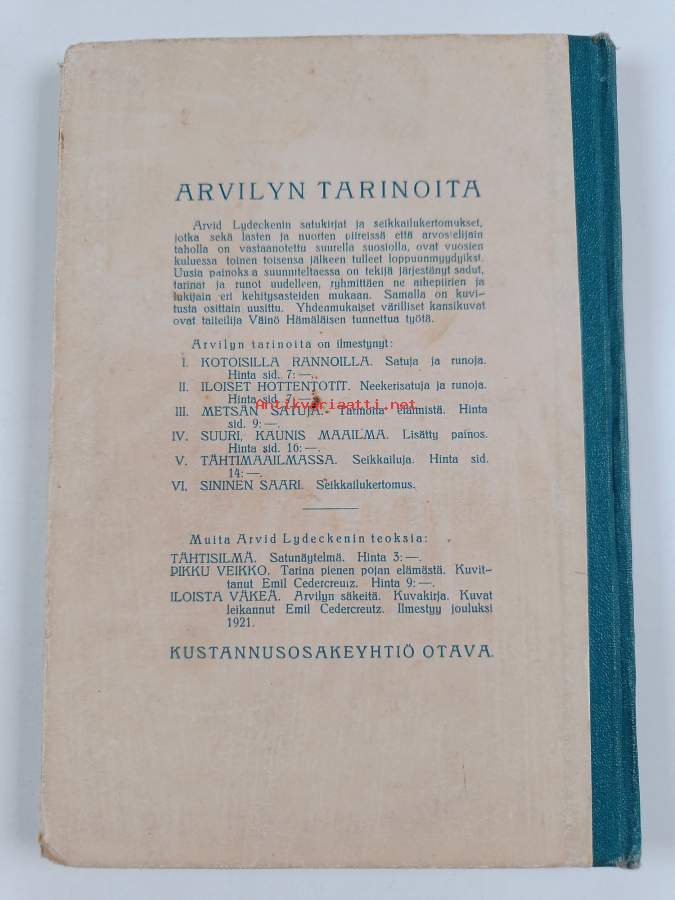 ARVILYN TARINOITA
Arvid Lydeckenin satukirjat ja seikkailukertomukset,
jotka sekä lasten ja nuorten piireissä että arvostelijain
taholla on vastaanotettu suurella suosiolla, ovat vuosien
kuluessa toinen toisensa jälkeen tulleet loppuunmyydyiksi.
Uusia painoksia suunniteltaessa on tekijä järjestänyt sadut,
tarinat ja runot uudelleen, ryhmittäen ne aihepiirien ja
lukijain eri kehitysasteiden mukaan. Samalla on kuvi-
tusta osittain uusittu. Yhdenmukaiset värilliset kansikuvat
ovat taiteilija Väinö Hämäläisen tunnettua työtä.
Arvilyn tarinoita on ilmestynyt:
I. KOTOISILLA RANNOILLA. Satuja ja runoja.
Hinta sid. 7:—.
II. ILOISET HOTTENTOTIT. Neekerisatuja ja runoja.
Hinta sid. 7:—.
Antikvariaatti.net
III. METSÄN SATUJA. Tarinoita eläimistä. Hinta
sid. 9:—.
IV. SUURI, KAUNIS MAAILMA. Lisätty painos.
Hinta sid. 16:—.
V. TÄHTIMAAILMASSA. Seikkailuja. Hinta sid.
14:—.
VI. SININEN SAARI. Seikkailukertomus.
Muita Arvid Lydeckenin teoksia:
TÄHTISILMÄ. Satunäytelmä. Hinta 3:—.
PIKKU VEIKKO. Tarina pienen pojan elämästä. Kuvit-
tanut Emil Cedercreutz. Hinta 9:—.
ILOISTA VÄKEÄ. Arvilyn säkeitä. Kuvakirja. Kuvat
leikannut Emil Cedercreutz. Ilmestyy jouluksi
1921.
KUSTANNUSOSAKEYHTIÖ OTAVA.